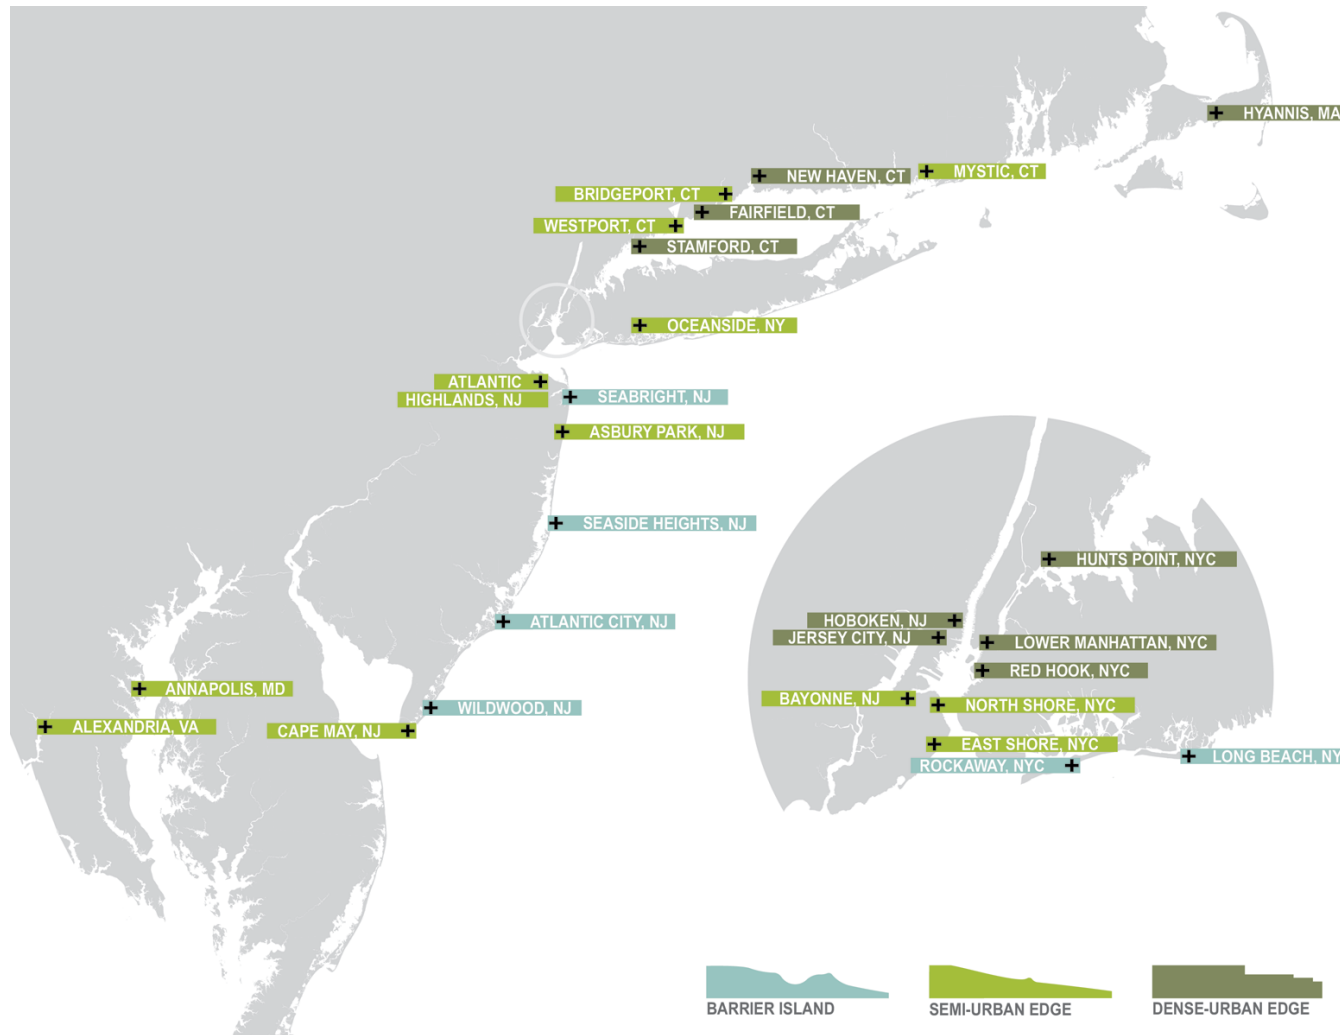 HYANNIS, MA
NEW HAVEN, CT
MYSTIC, CT
BRIDGEPORT, CT
FAIRFIELD, CT
WESTPORT, CT
STAMFORD, CT
OCEANSIDE, NY
ATLANTIC
HIGHLANDS, NJ
SEABRIGHT, NJ
ASBURY PARK, NJ
SEASIDE HEIGHTS, NJ
ATLANTIC CITY, NJ
ANNAPOLIS, MD
WILDWOOD, NJ
ALEXANDRIA, VA
CAPE MAY, NJ
HUNTS POINT, NYC
HOBOKEN, NJ
JERSEY CITY, NJ
LOWER MANHATTAN, NYC
RED HOOK, NYC
BAYONNE, NJ
NORTH SHORE, NYC
EAST SHORE, NYC
ROCKAWAY, NYC
LONG BEACH, NY
BARRIER ISLAND
SEMI-URBAN EDGE
DENSE-URBAN EDGE